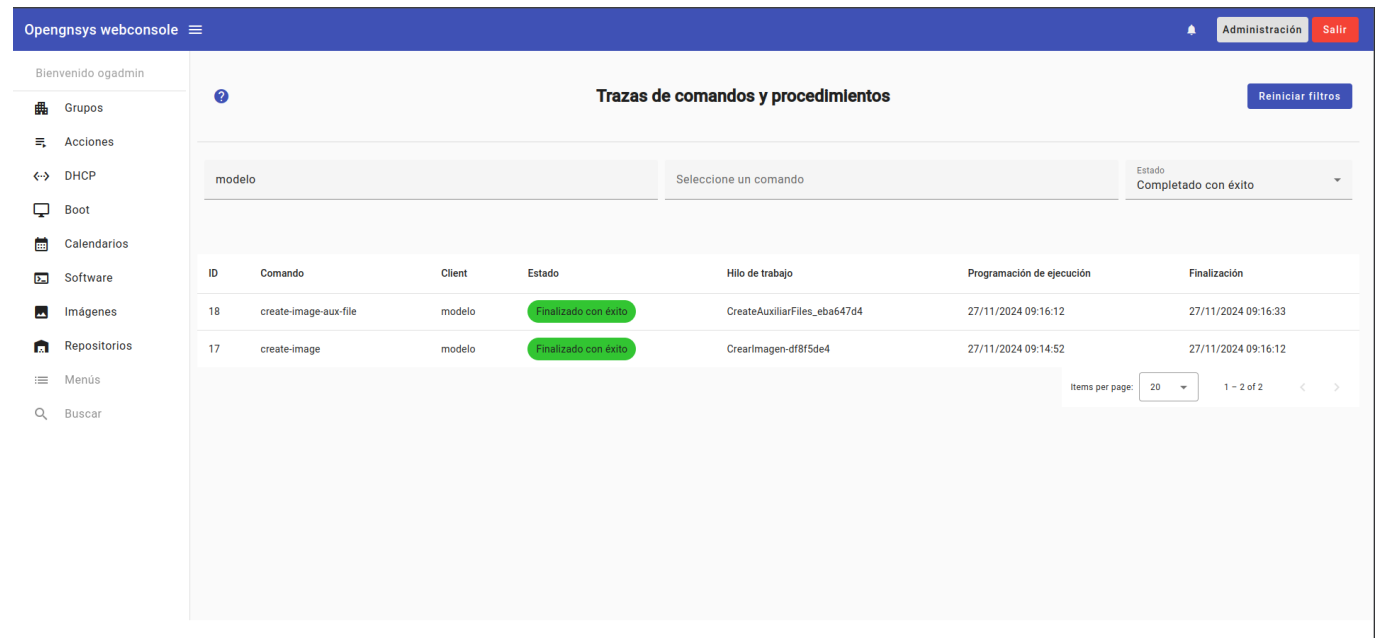 Opengnsys webconsole
Administración
Salir
Bienvenido ogadmin
Grupos
Acciones
DHCP
Boot
Calendarios
Software
Imágenes
Repositorios
Menús
Buscar
?
Trazas de comandos y procedimientos
Reiniciar filtros
modelo
Seleccione un comando
Estado
Completado con éxito
ID Comando Client Estado Hilo de trabajo Programación de ejecución Finalización
18 create-image-aux-file modelo Finalizado con éxito CreateAuxiliarFiles_eba647d4 27/11/2024 09:16:12 27/11/2024 09:16:33
17 create-image modelo Finalizado con éxito CrearImagen-df8f5de4 27/11/2024 09:14:52 27/11/2024 09:16:12
Items per page: 20 1 – 2 of 2